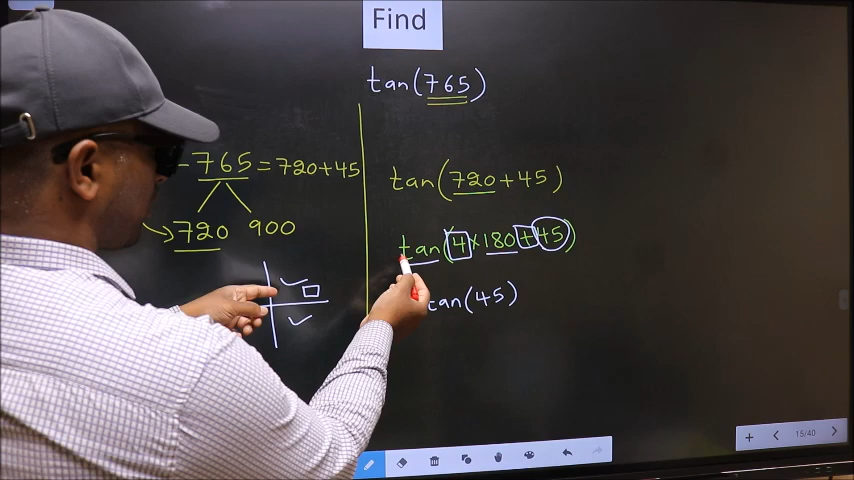 Find
tan(765)
- 765 = 720+45
720 900
tan(720+45)
tan(4×180+45)
tan(45)
15/40